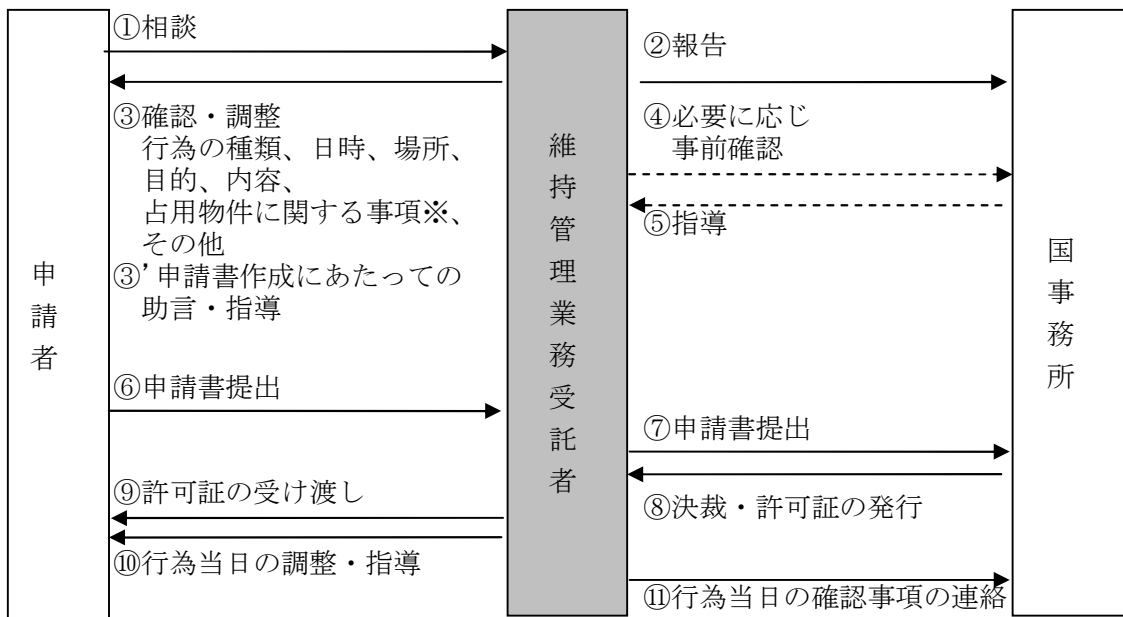 ①相談
②報告
③確認・調整
行為の種類、日時、場所、
目的、内容、
占用物件に関する事項※、
その他
③’申請書作成にあたっての
助言・指導
④必要に応じ
事前確認
⑤指導
申請者
維持管理業務受託者
国事務所
⑥申請書提出
⑦申請書提出
⑧決裁・許可証の発行
⑨許可証の受け渡し
⑩行為当日の調整・指導
⑪行為当日の確認事項の連絡